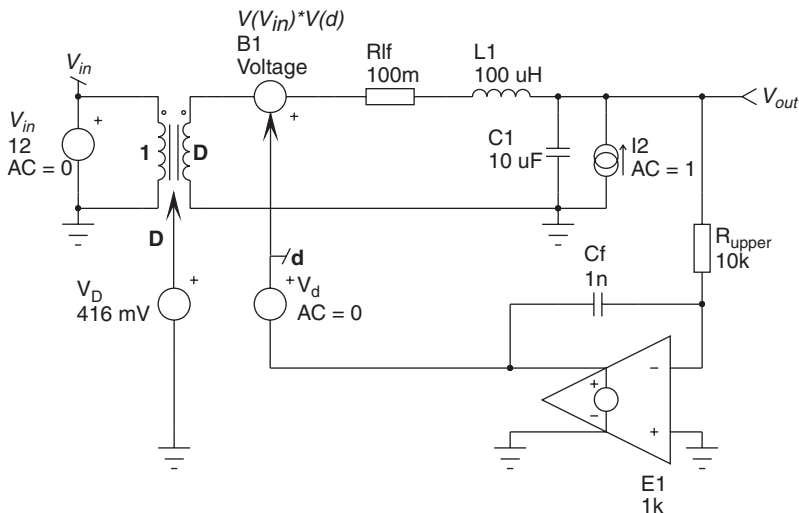 V(Vin)*V(d)
B1
Voltage
Rlf
100m
L1
100 uH
Vin
Vin
12
AC = 0
+
1
D
+
C1
10 uF
I2
AC = 1
Vout
D
d
Rupper
10k
VD
416 mV
+
+
Vd
AC = 0
Cf
1n
+
−
−
+
E1
1k